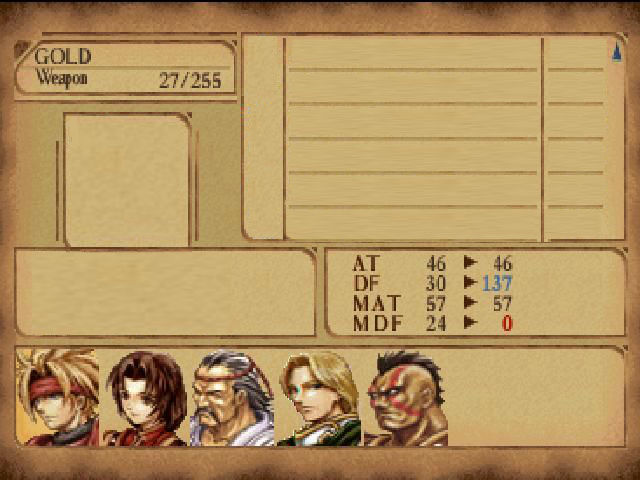 GOLD
Weapon 27/255
AT 46 ► 46
DF 30 ► 137
MAT 57 ► 57
MDF 24 ► 0